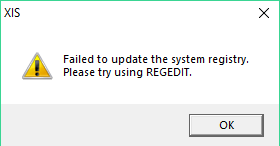 XIS
Failed to update the system registry.
Please try using REGEDIT.
OK